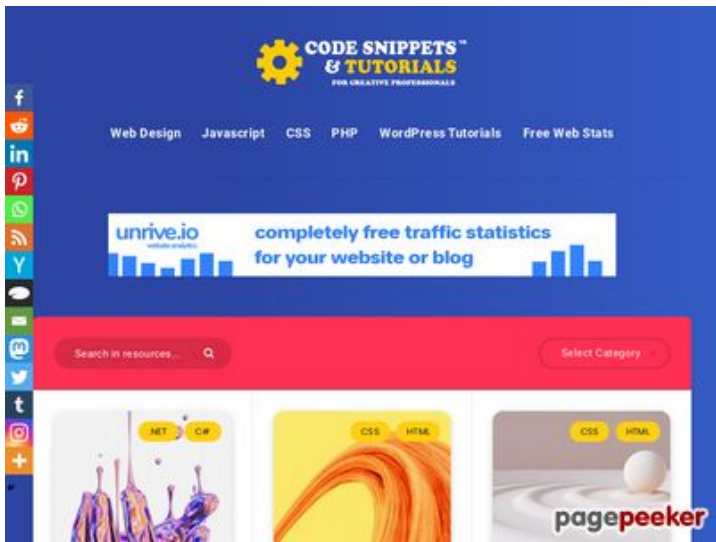 CODE SNIPPETS™
& TUTORIALS
FOR CREATIVE PROFESSIONALS
Web Design Javascript CSS PHP WordPress Tutorials Free Web Stats
unrive.io
website analytics
completely free traffic statistics
for your website or blog
Search in resources...
Select Category
.NET C# CSS HTML CSS HTML
pagepeeker